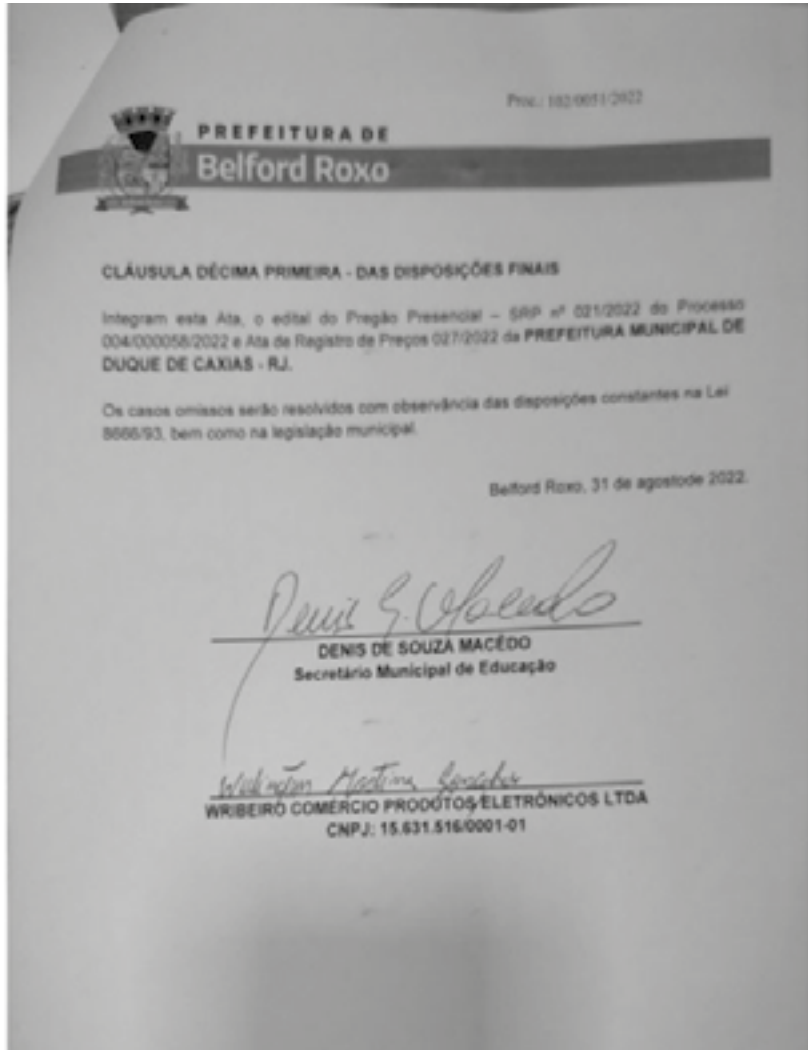 Proc.: 102/0051/2022
PREFEITURA DE
Belford Roxo
CLÁUSULA DÉCIMA PRIMEIRA - DAS DISPOSIÇÕES FINAIS
Integram esta Ata, o edital do Pregão Presencial – SRP nº 021/2022 do Processo
004/000058/2022 e Ata de Registro de Preços 027/2022 da PREFEITURA MUNICIPAL DE
DUQUE DE CAXIAS - RJ.
Os casos omissos serão resolvidos com observância das disposições constantes na Lei
8666/93, bem como na legislação municipal.
Belford Roxo, 31 de agostode 2022.
Denis S. Macedo
DENIS DE SOUZA MACÊDO
Secretário Municipal de Educação
Martins
WRIBEIRO COMÉRCIO PRODUTOS ELETRÔNICOS LTDA
CNPJ: 15.631.516/0001-01